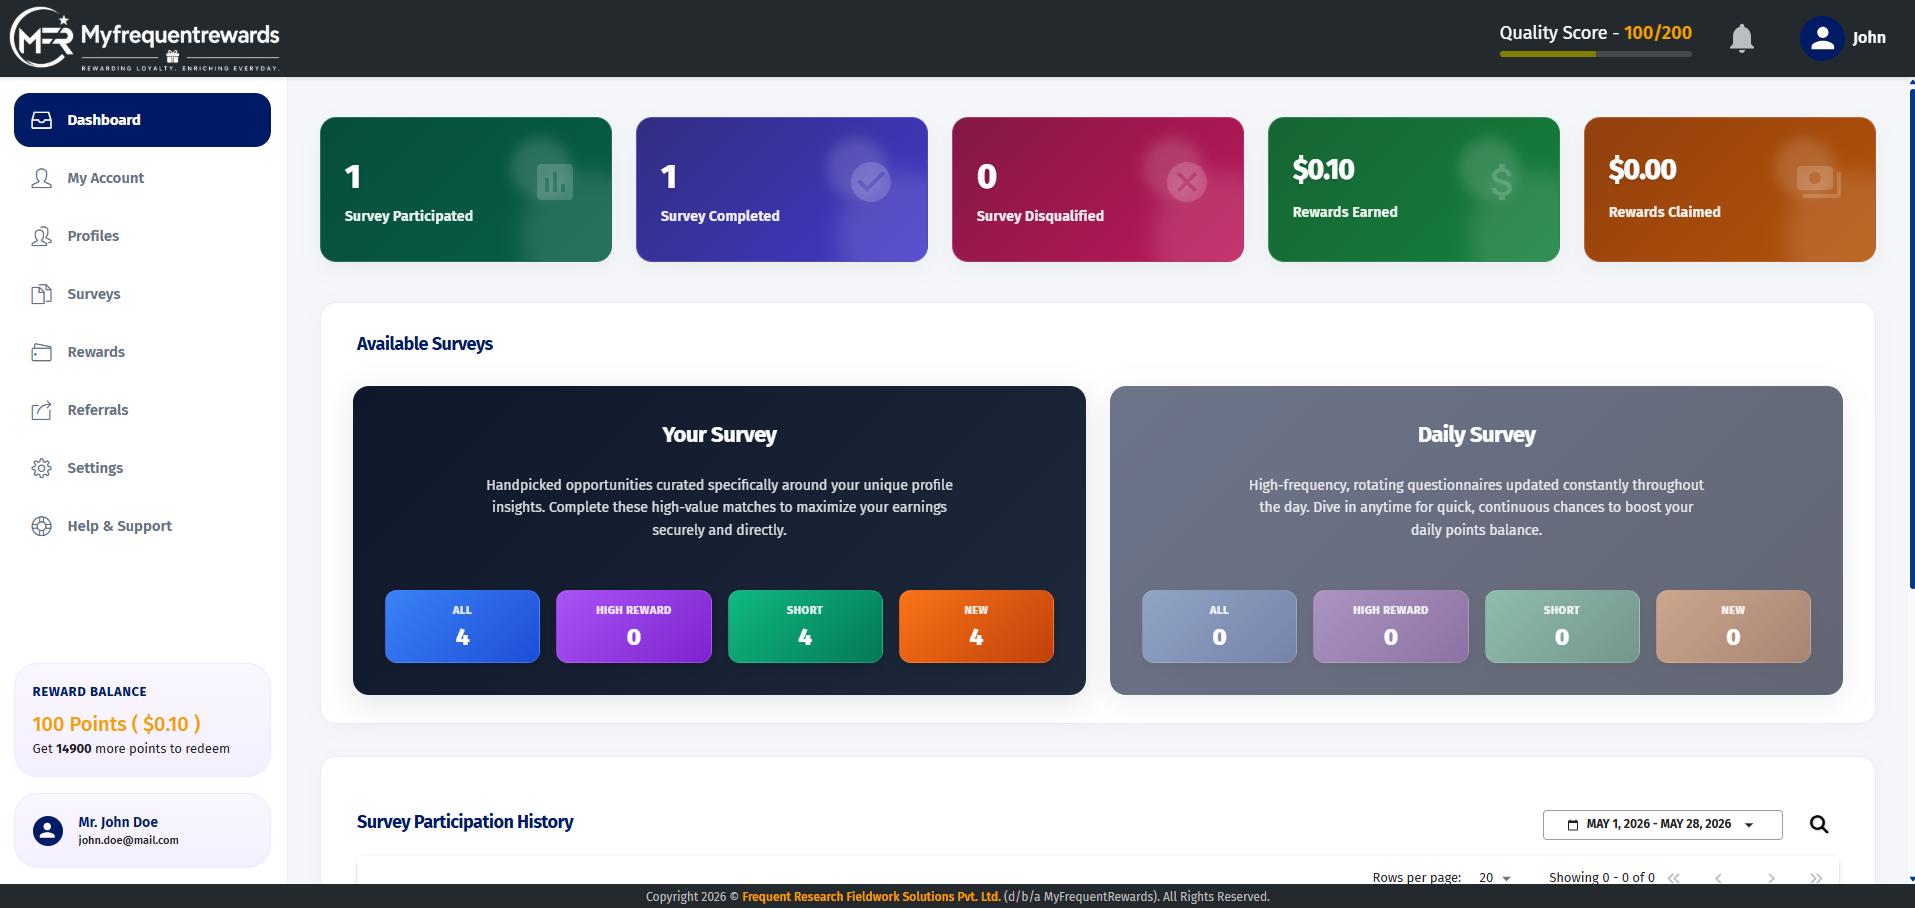 MFR Myfrequentrewards
REWARDING LOYALTY. ENRICHING EVERYDAY.
Quality Score - 100/200
John
Dashboard
My Account
Profiles
Surveys
Rewards
Referrals
Settings
Help & Support
REWARD BALANCE
100 Points ( $0.10 )
Get 14900 more points to redeem
Mr. John Doe
john.doe@mail.com
1
Survey Participated
1
Survey Completed
0
Survey Disqualified
$0.10
Rewards Earned
$0.00
Rewards Claimed
Available Surveys
Your Survey
Handpicked opportunities curated specifically around your unique profile
insights. Complete these high-value matches to maximize your earnings
securely and directly.
ALL
4
HIGH REWARD
0
SHORT
4
NEW
4
Daily Survey
High-frequency, rotating questionnaires updated constantly throughout
the day. Dive in anytime for quick, continuous chances to boost your
daily points balance.
ALL
0
HIGH REWARD
0
SHORT
0
NEW
0
Survey Participation History
MAY 1, 2026 - MAY 28, 2026
Rows per page: 20
Showing 0 - 0 of 0
Copyright 2026 © Frequent Research Fieldwork Solutions Pvt. Ltd. (d/b/a MyFrequentRewards). All Rights Reserved.